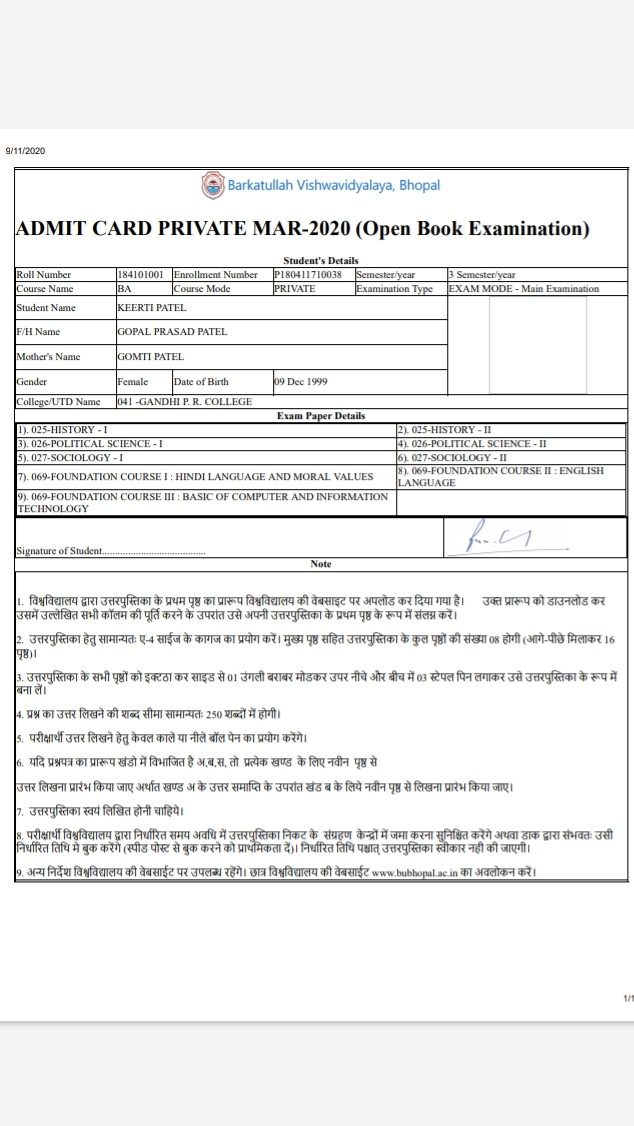 9/11/2020
Barkatullah Vishwavidyalaya, Bhopal
ADMIT CARD PRIVATE MAR-2020 (Open Book Examination)
Student's Details
Roll Number 184101001 Enrollment Number P180411710038 Semester/year 3 Semester/year
Course Name BA Course Mode PRIVATE Examination Type EXAM MODE - Main Examination
Student Name KEERTI PATEL
F/H Name GOPAL PRASAD PATEL
Mother's Name GOMTI PATEL
Gender Female Date of Birth 09 Dec 1999
College/UTD Name 041 -GANDHI P. R. COLLEGE
Exam Paper Details
1). 025-HISTORY - I 2). 025-HISTORY - II
3). 026-POLITICAL SCIENCE - I 4). 026-POLITICAL SCIENCE - II
5). 027-SOCIOLOGY - I 6). 027-SOCIOLOGY - II
7). 069-FOUNDATION COURSE I : HINDI LANGUAGE AND MORAL VALUES 8). 069-FOUNDATION COURSE II : ENGLISH
LANGUAGE
9). 069-FOUNDATION COURSE III : BASIC OF COMPUTER AND INFORMATION
TECHNOLOGY
Signature of Student.........................................
Note
1. विश्वविद्यालय द्वारा उत्तरपुस्तिका के प्रथम पृष्ठ का प्रारूप विश्वविद्यालय की वेबसाइट पर अपलोड कर दिया गया है। उक्त प्रारूप को डाउनलोड कर
उसमें उल्लेखित सभी कॉलम की पूर्ति करने के उपरांत उसे अपनी उत्तरपुस्तिका के प्रथम पृष्ठ के रूप में संलग्न करें।
2. उत्तरपुस्तिका हेतु सामान्यतः ए-4 साईज के कागज का प्रयोग करें। मुख्य पृष्ठ सहित उत्तरपुस्तिका के कुल पृष्ठों की संख्या 08 होगी (आगे-पीछे मिलाकर 16
पृष्ठ)।
3. उत्तरपुस्तिका के सभी पृष्ठों को इक्टठा कर साइड से 01 उंगली बराबर मोडकर उपर नीचे और बीच में 03 स्टेपल पिन लगाकर उसे उत्तरपुस्तिका के रूप में
बना लें।
4. प्रश्न का उत्तर लिखने की शब्द सीमा सामान्यतः 250 शब्दों में होगी।
5. परीक्षार्थी उत्तर लिखने हेतु केवल काले या नीले बॉल पेन का प्रयोग करेंगे।
6. यदि प्रश्नपत्र का प्रारूप खंडो में विभाजित है अ,ब,स, तो प्रत्येक खण्ड के लिए नवीन पृष्ठ से
उत्तर लिखना प्रारंभ किया जाए अर्थात खण्ड अ के उत्तर समाप्ति के उपरांत खंड ब के लिये नवीन पृष्ठ से लिखना प्रारंभ किया जाए।
7. उत्तरपुस्तिका स्वयं लिखित होनी चाहिये।
8. परीक्षार्थी विश्वविद्यालय द्वारा निर्धारित समय अवधि में उत्तरपुस्तिका निकट के संग्रहण केन्द्रों में जमा करना सुनिश्चित करेंगे अथवा डाक द्वारा संभवतः उसी
निर्धारित तिथि मे बुक करेंगे (स्पीड पोस्ट से बुक करने को प्राथमिकता दें)। निर्धारित तिथि पश्चात् उत्तरपुस्तिका स्वीकार नही की जाएगी।
9. अन्य निर्देश विश्वविद्यालय की वेबसाईट पर उपलब्ध रहेंगे। छात्र विश्वविद्यालय की वेबसाईट www.bubhopal.ac.in का अवलोकन करें।
1/1